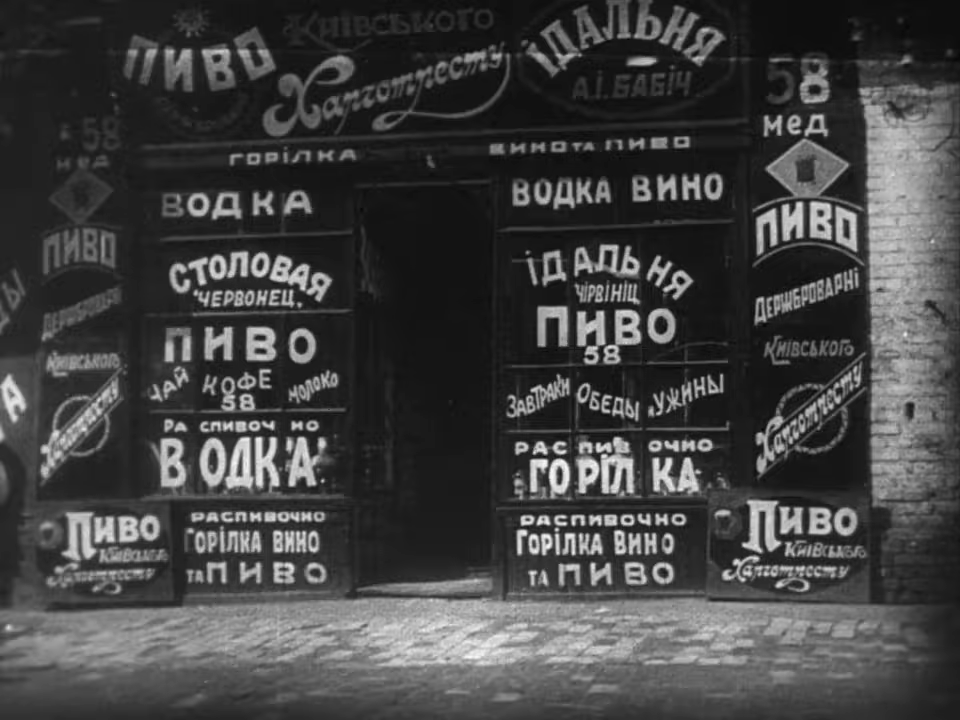 ПИВО
Київського
Харчотресту
ЇДАЛЬНЯ
А.І.БАБІЧ
58
мед
58
мед
ГОРІЛКА
ВИНО ТА ПИВО
ВОДКА
ВОДКА ВИНО
ПИВО
ДЕРЖБРОВАРНІ
Київського
Харчотресту
СТОЛОВАЯ
"ЧЕРВОНЕЦ"
ПИВО
ЧАЙ КОФЕ МОЛОКО
58
РАСПИВОЧНО
ВОДКА
ЇДАЛЬНЯ
ЧІРВІНІЦ
ПИВО
58
ЗАВТРАКИ ОБЕДЫ и УЖИНЫ
РАСПИВОЧНО
ГОРІЛКА
ПИВО
ДЕРЖБРОВАРНІ
Київського
Харчотресту
ПИВО
Київського
Харчотресту
РАСПИВОЧНО
ГОРІЛКА ВИНО
ТА ПИВО
РАСПИВОЧНО
ГОРІЛКА ВИНО
ТА ПИВО
ПИВО
Київського
Харчотресту